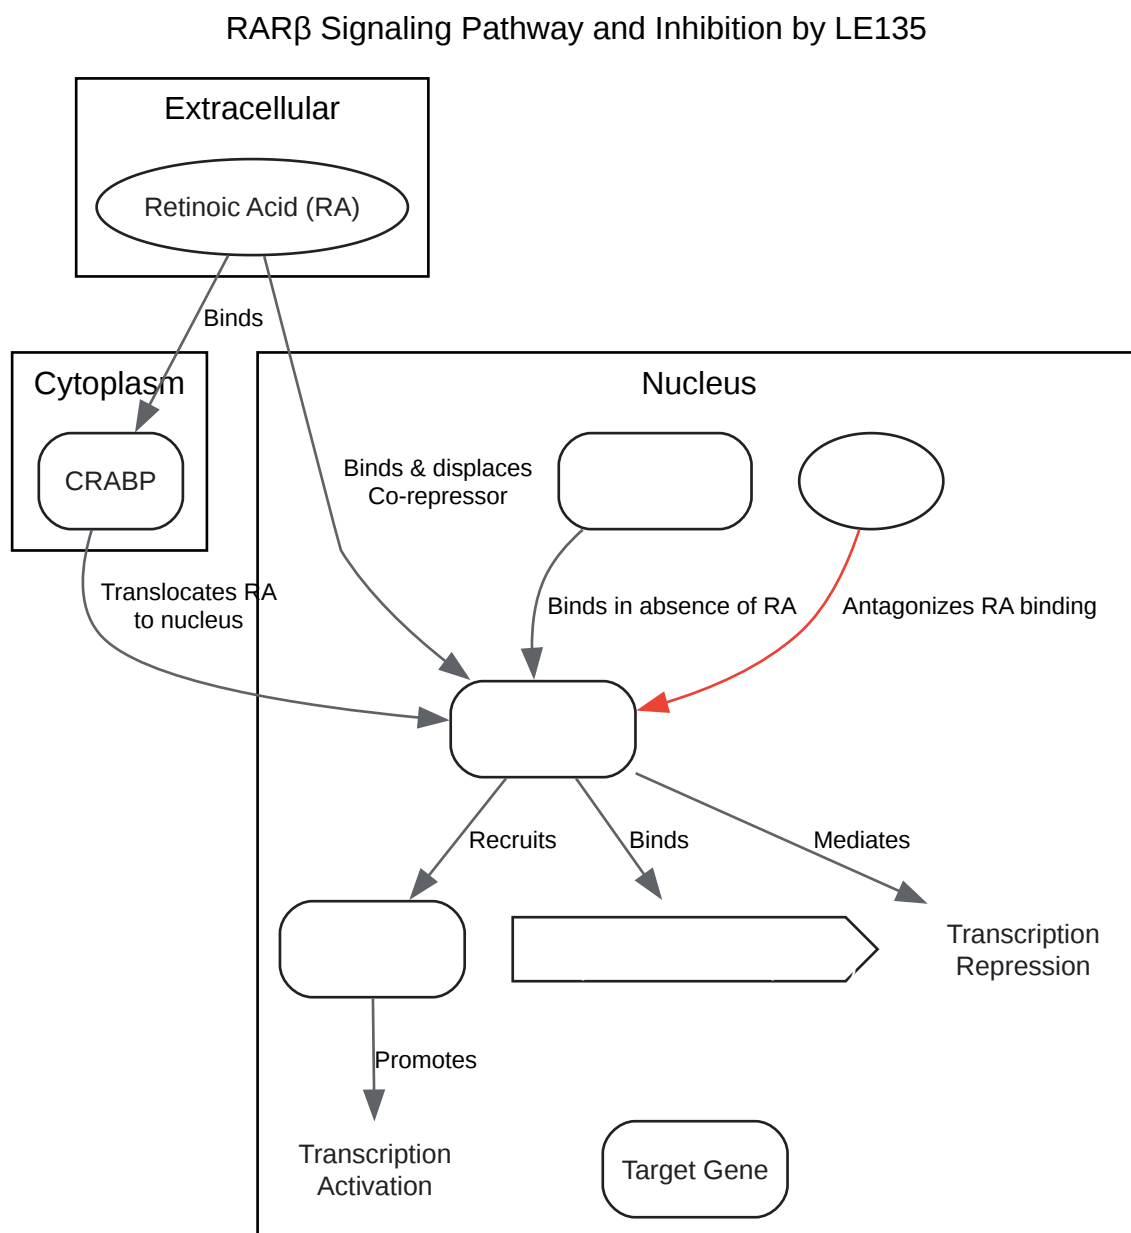 RARβ Signaling Pathway and Inhibition by LE135
Extracellular
Retinoic Acid (RA)
Binds
Cytoplasm
Nucleus
CRABP
Binds & displaces
Co-repressor
Translocates RA
to nucleus
Binds in absence of RA
Antagonizes RA binding
Recruits
Binds
Mediates
Transcription
Repression
Promotes
Transcription
Activation
Target Gene